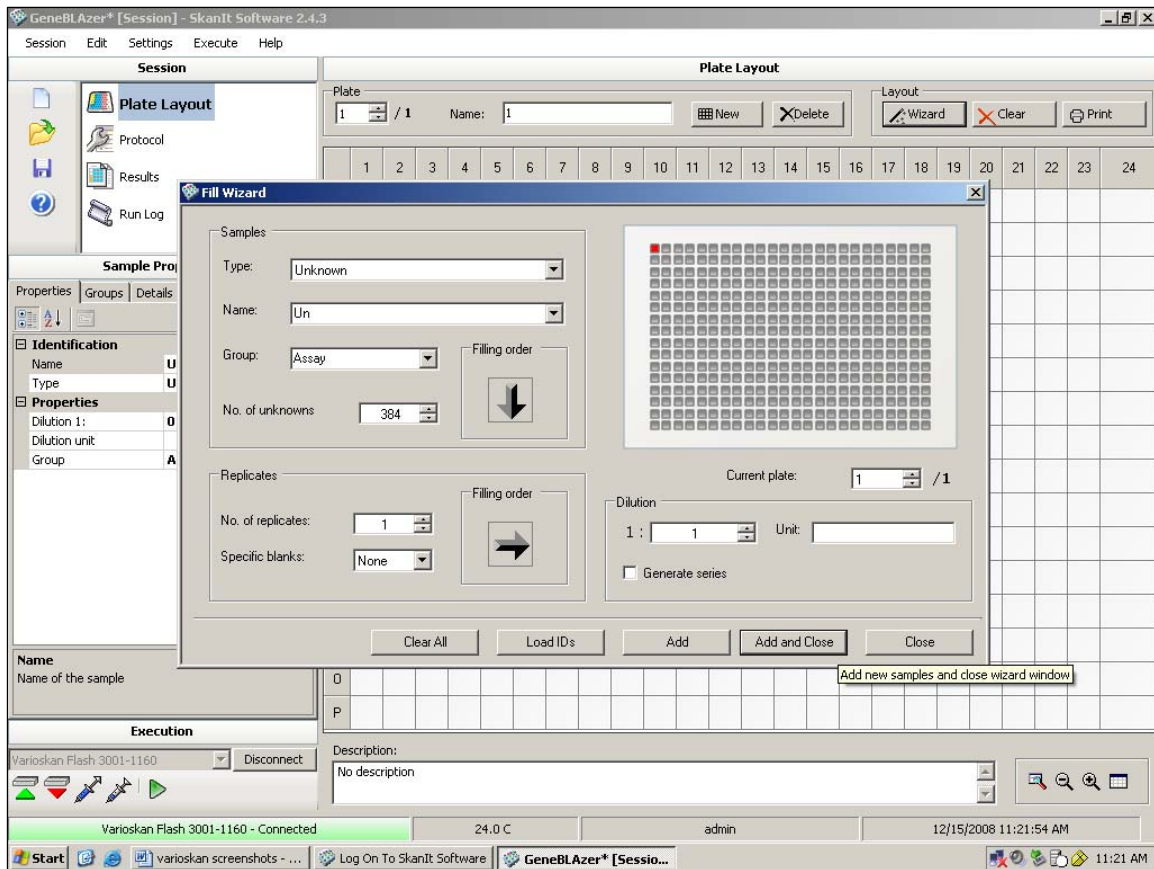 GeneBLAzer* [Session] - SkanIt Software 2.4.3
Session Edit Settings Execute Help
Session
Plate Layout
Protocol
Results
Run Log
Plate Layout
Plate
1 / 1 Name: 1 New Delete
Layout
Wizard Clear Print
1 2 3 4 5 6 7 8 9 10 11 12 13 14 15 16 17 18 19 20 21 22 23 24
Sample Prop
Properties Groups Details
Identification
Name U
Type U
Properties
Dilution 1: 0
Dilution unit
Group A
Name
Name of the sample
Fill Wizard
Samples
Type: Unknown
Name: Un
Group: Assay
No. of unknowns 384
Filling order
Replicates
No. of replicates: 1
Specific blanks: None
Filling order
Current plate: 1 / 1
Dilution
1 : 1 Unit:
Generate series
Clear All Load IDs Add Add and Close Close
Add new samples and close wizard window
O
P
Execution
Varioskan Flash 3001-1160 Disconnect
Description:
No description
Varioskan Flash 3001-1160 - Connected 24.0 C admin 12/15/2008 11:21:54 AM
Start varioskan screenshots - ... Log On To SkanIt Software GeneBLAzer* [Sessio... 11:21 AM